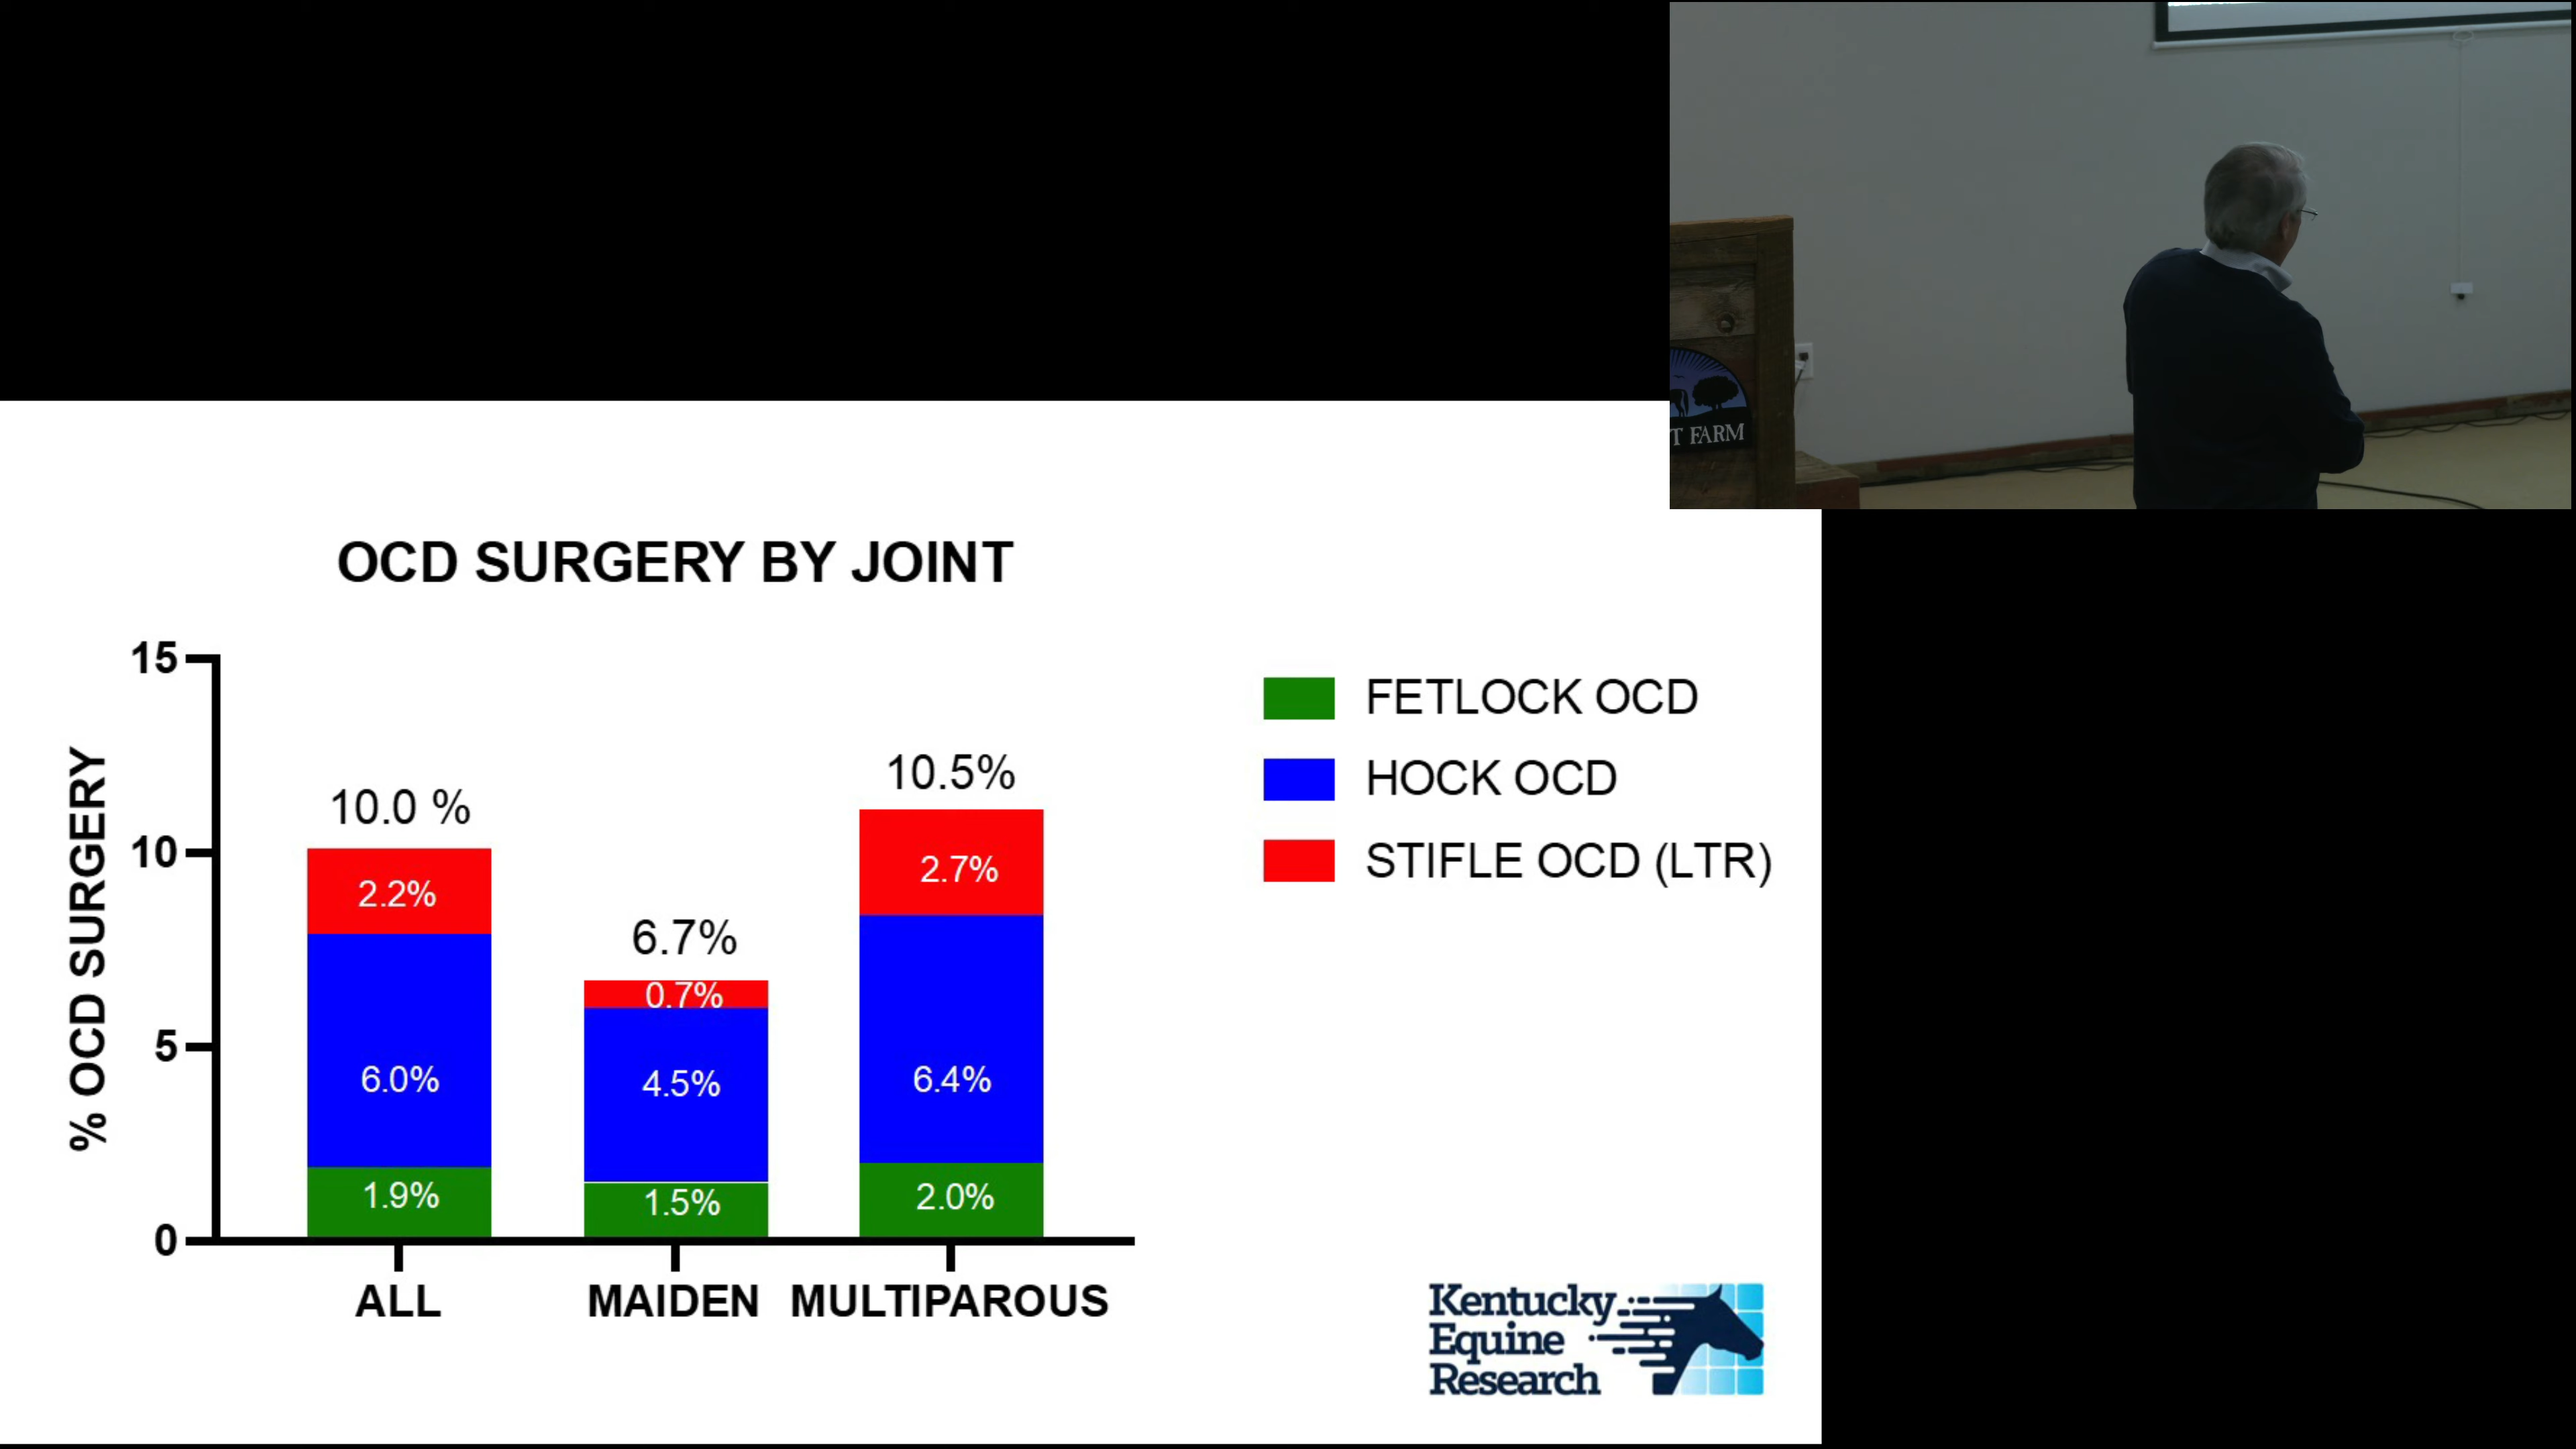 T FARM
OCD SURGERY BY JOINT
% OCD SURGERY
15
10
5
0
10.0 %
2.2%
6.0%
1.9%
6.7%
0.7%
4.5%
1.5%
10.5%
2.7%
6.4%
2.0%
ALL
MAIDEN
MULTIPAROUS
FETLOCK OCD
HOCK OCD
STIFLE OCD (LTR)
Kentucky
Equine
Research